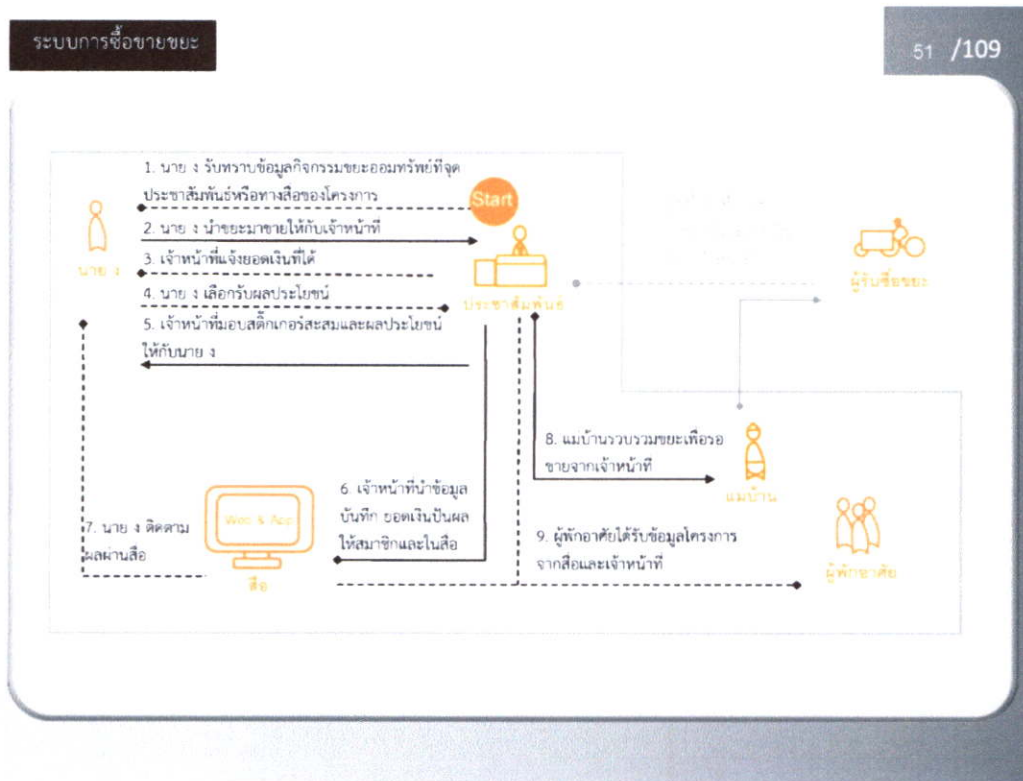 ระบบการซื้อขายขยะ
51 /109
1. นาย ง รับทราบข้อมูลกิจกรรมขยะออมทรัพย์ที่จุด
ประชาสัมพันธ์หรือทางสื่อของโครงการ
Start
2. นาย ง นำขยะมาขายให้กับเจ้าหน้าที่
3. เจ้าหน้าที่แจ้งยอดเงินที่ได้
นาย ง
4. นาย ง เลือกรับผลประโยชน์
ประชาสัมพันธ์
ผู้รับซื้อขยะ
5. เจ้าหน้าที่มอบสติ๊กเกอร์สะสมและผลประโยชน์
ให้กับนาย ง
8. แม่บ้านรวบรวมขยะเพื่อรอ
ขายจากเจ้าหน้าที่
แม่บ้าน
6. เจ้าหน้าที่นำข้อมูล
บันทึก ยอดเงินปันผล
ให้สมาชิกและในสื่อ
Web & App
7. นาย ง ติดตาม
ผลผ่านสื่อ
สื่อ
9. ผู้พักอาศัยได้รับข้อมูลโครงการ
จากสื่อและเจ้าหน้าที่
ผู้พักอาศัย